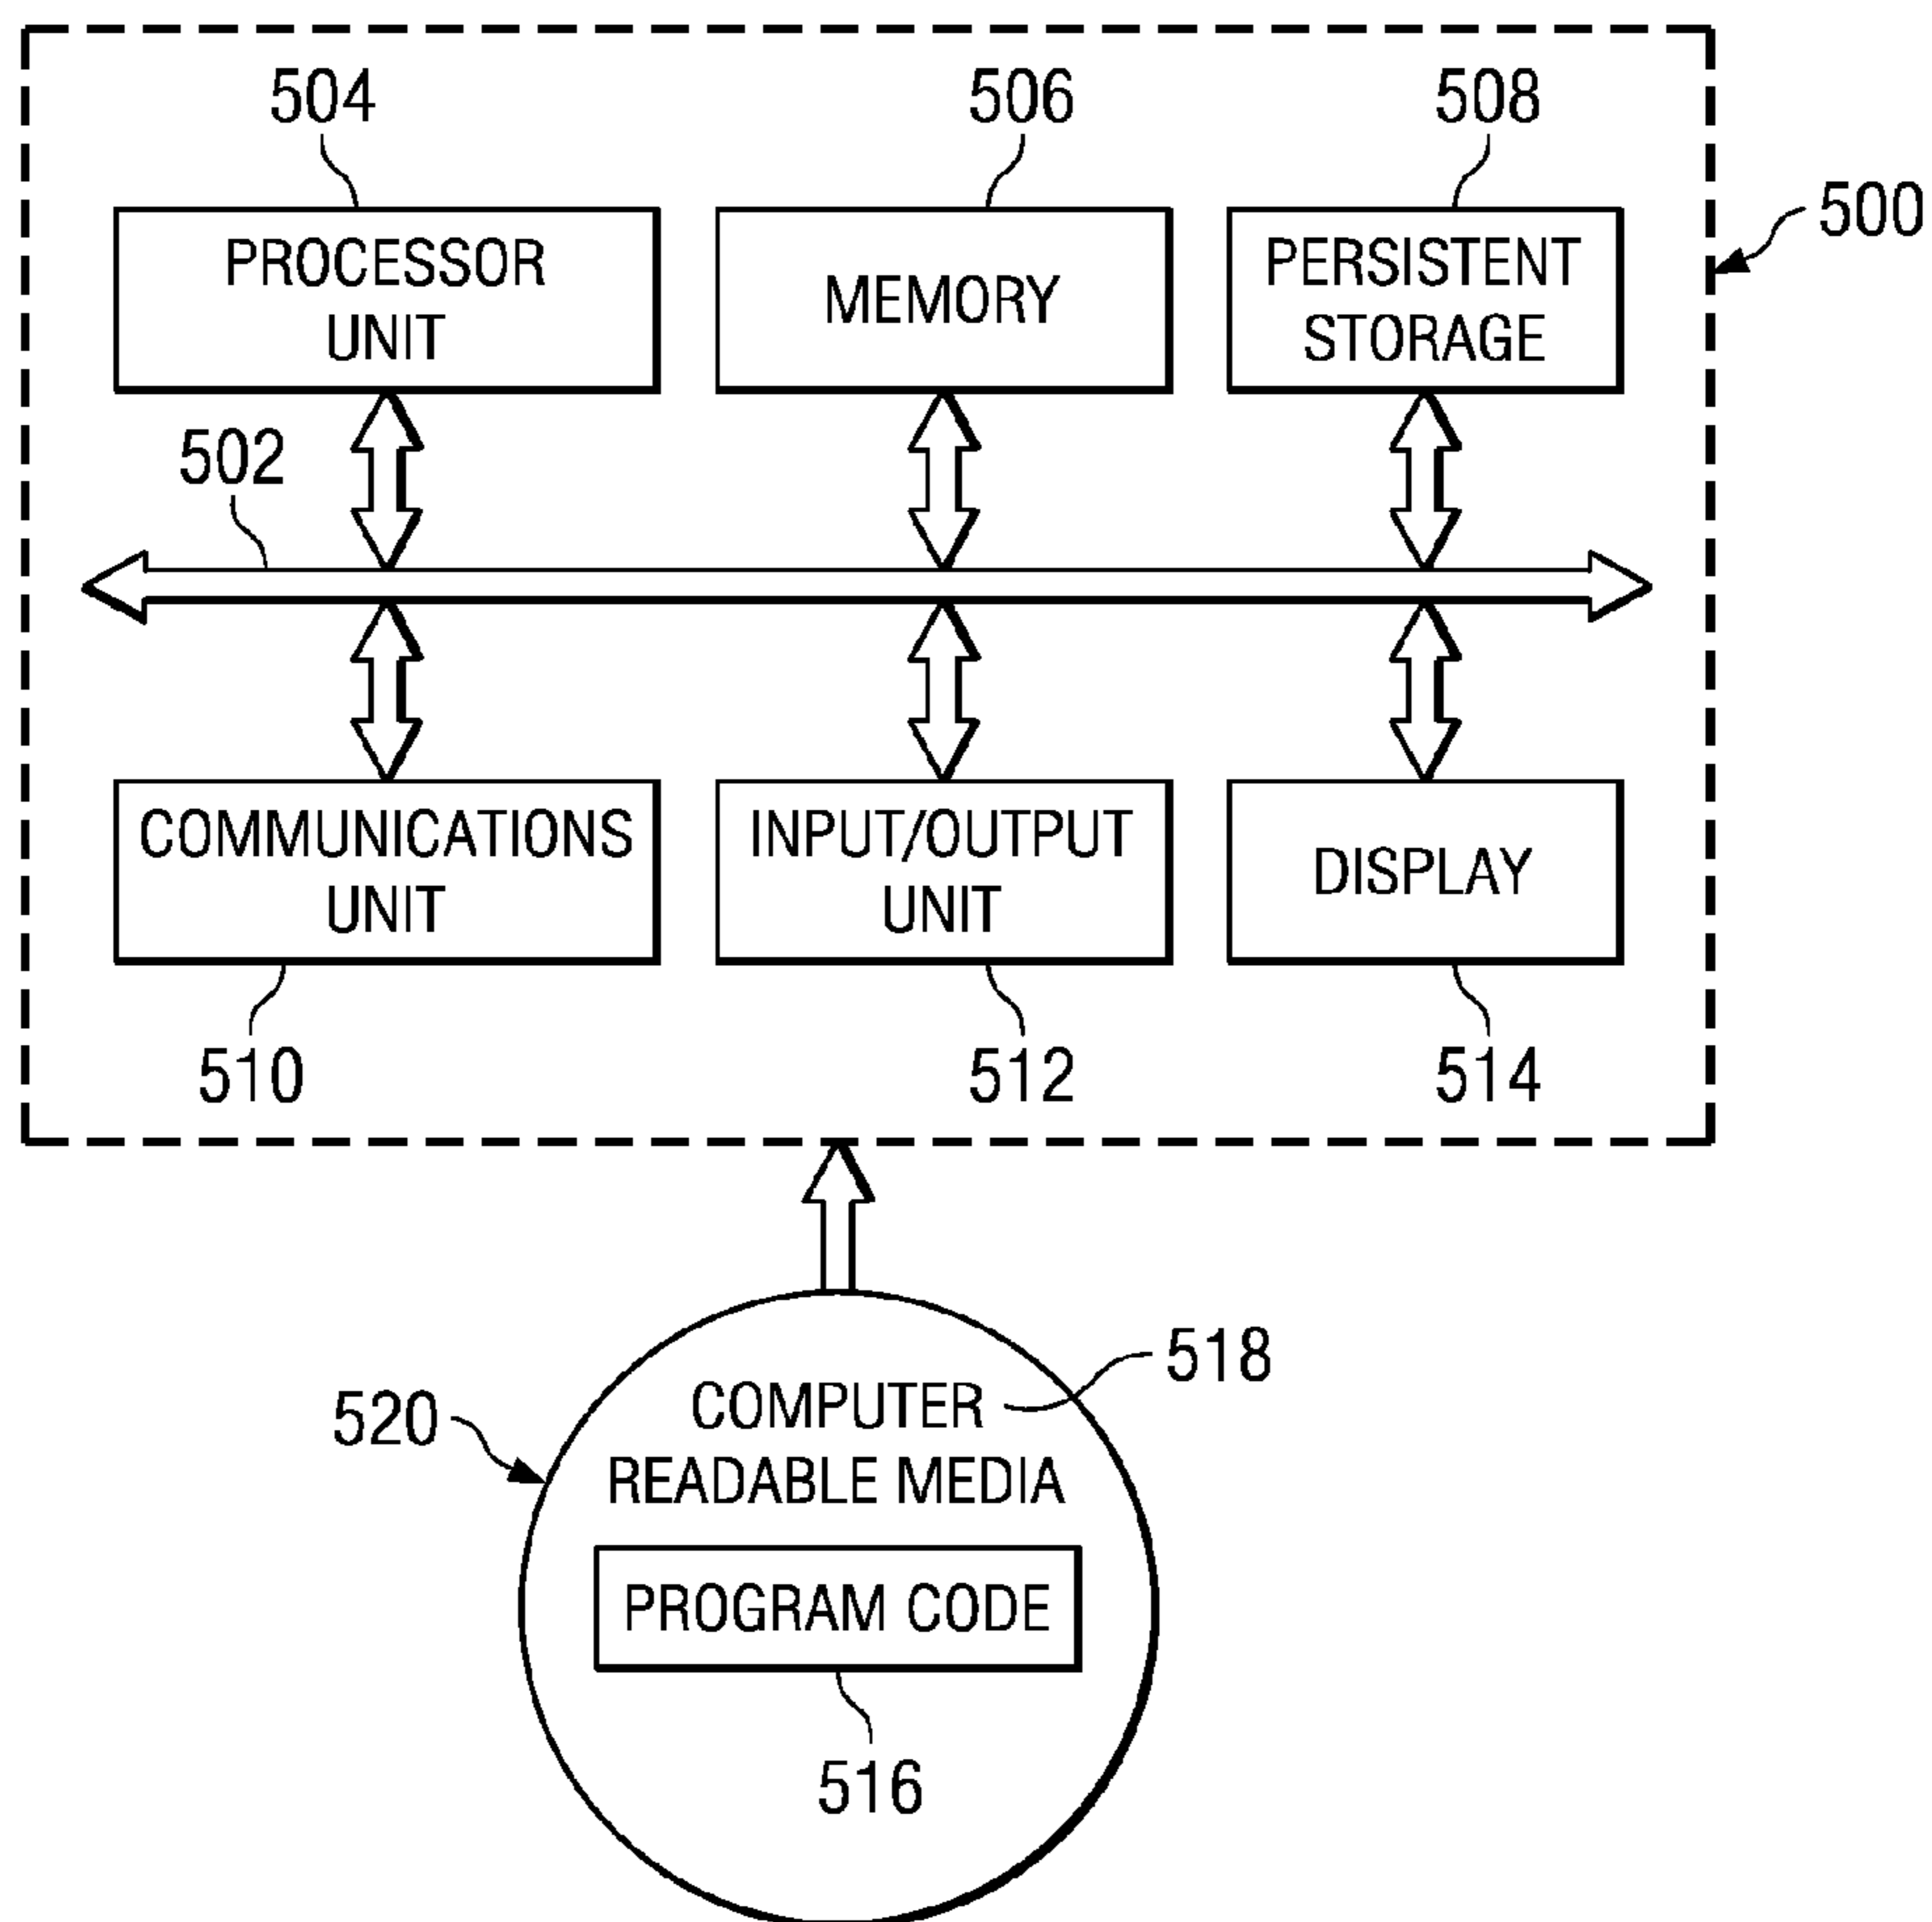 504
506
508
500
PROCESSOR
UNIT
MEMORY
PERSISTENT
STORAGE
502
COMMUNICATIONS
UNIT
INPUT/OUTPUT
UNIT
DISPLAY
510
512
514
518
520
COMPUTER
READABLE MEDIA
PROGRAM CODE
516